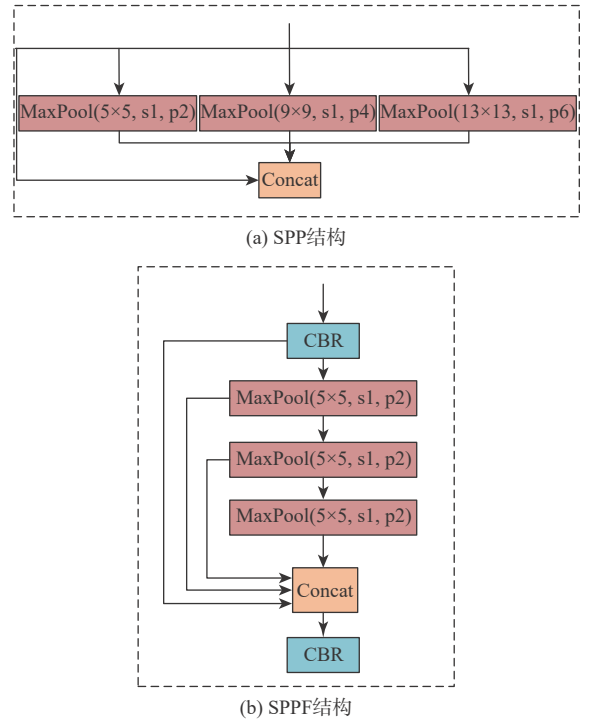 MaxPool(5×5, s1, p2) MaxPool(9×9, s1, p4) MaxPool(13×13, s1, p6)
Concat
(a) SPP结构
CBR
MaxPool(5×5, s1, p2)
MaxPool(5×5, s1, p2)
MaxPool(5×5, s1, p2)
Concat
CBR
(b) SPPF结构